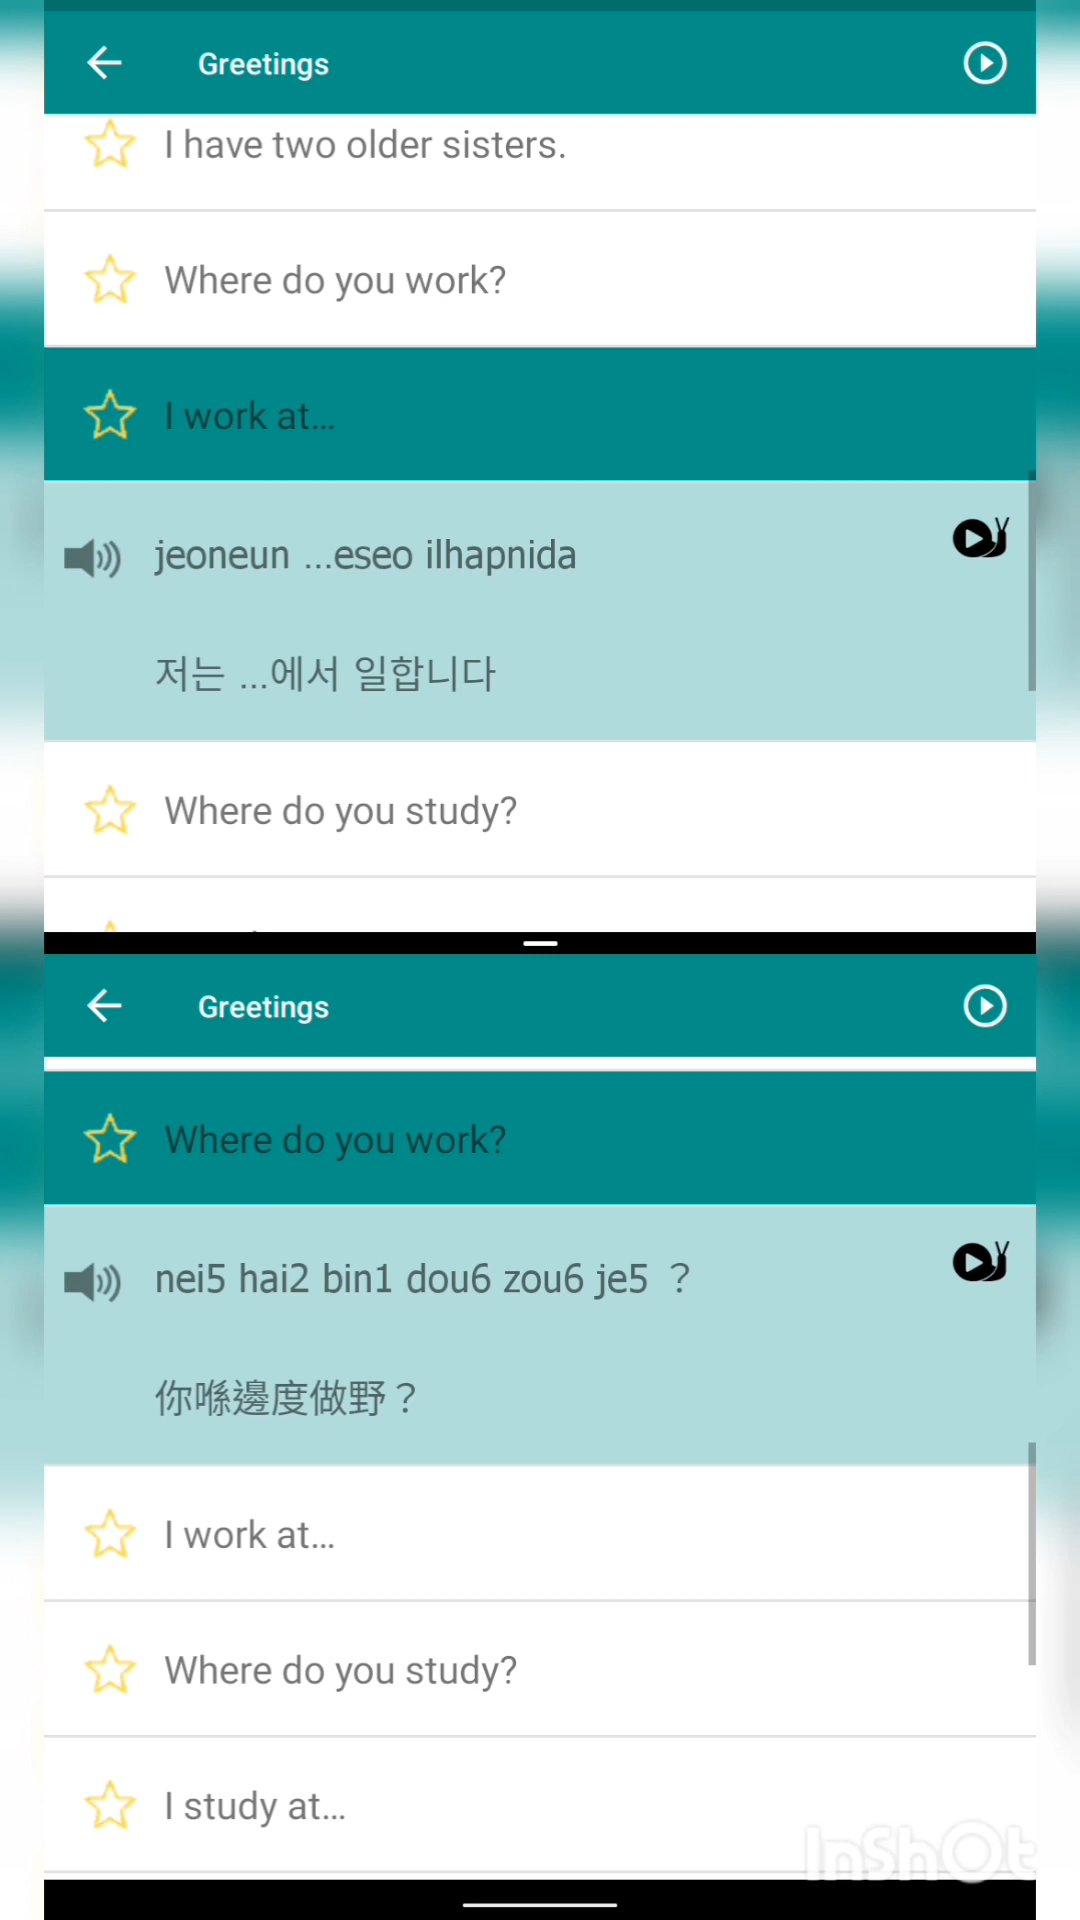 Greetings
I have two older sisters.
Where do you work?
I work at...
jeoneun ...eseo ilhapnida
저는 ...에서 일합니다
Where do you study?
Greetings
Where do you work?
nei5 hai2 bin1 dou6 zou6 je5 ？
你喺邊度做野？
I work at...
Where do you study?
I study at...
InShOt